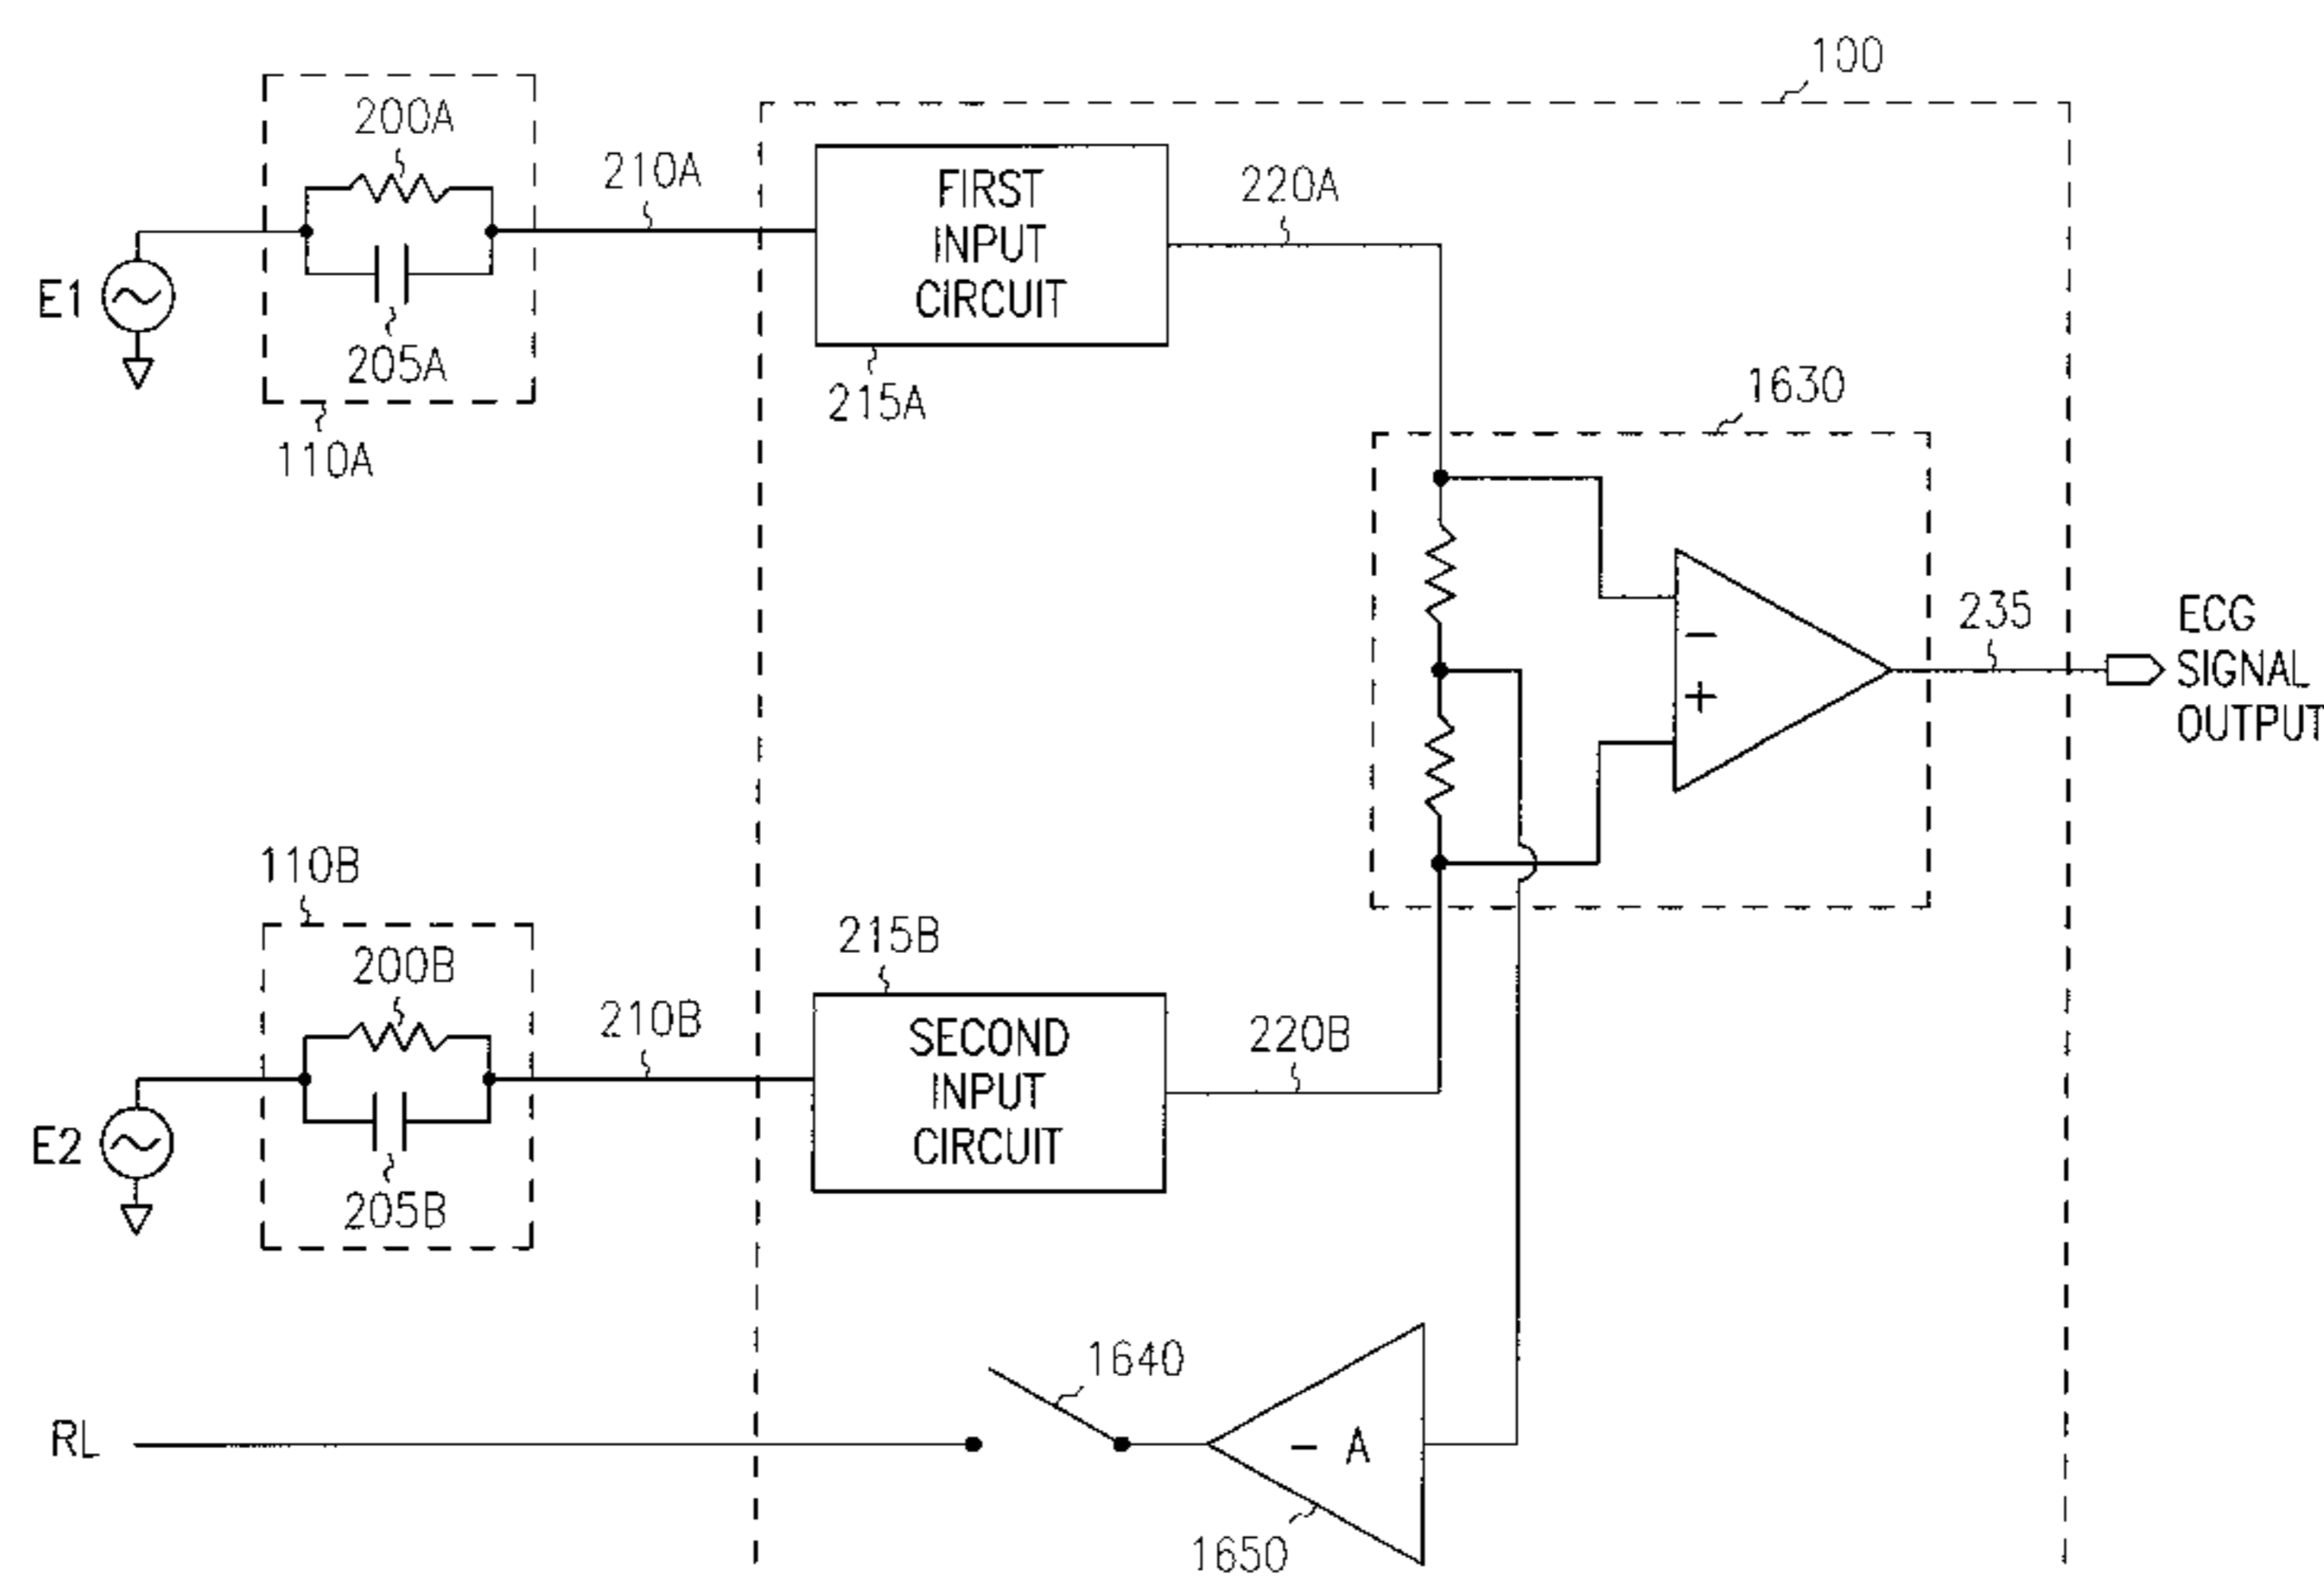 100
200A
210A
FIRST
INPUT
CIRCUIT
220A
E1
205A
215A
110A
1630
−
+
235
ECG
SIGNAL
OUTPUT
110B
200B
210B
215B
SECOND
INPUT
CIRCUIT
220B
E2
205B
1640
RL
− A
1650